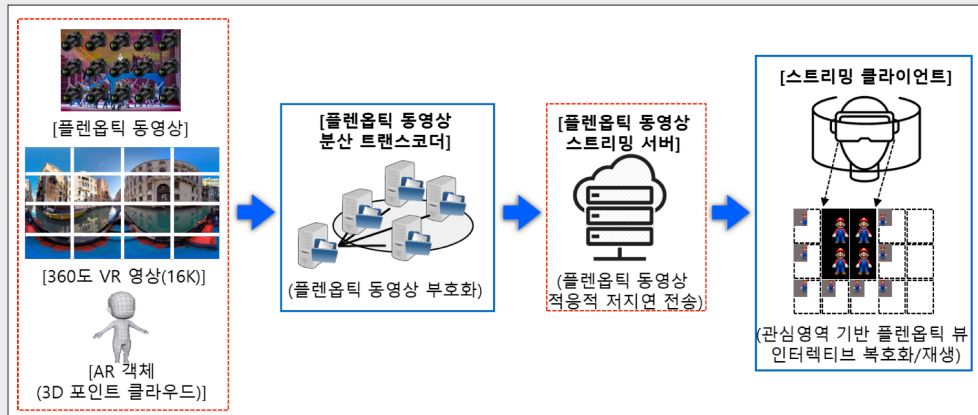 [플렌옵틱 동영상]
[360도 VR 영상(16K)]
[AR 객체
(3D 포인트 클라우드)]
[플렌옵틱 동영상
분산 트랜스코더]
(플렌옵틱 동영상 부호화)
[플렌옵틱 동영상
스트리밍 서버]
(플렌옵틱 동영상
적응적 저지연 전송)
[스트리밍 클라이언트]
(관심영역 기반 플렌옵틱 뷰
인터렉티브 복호화/재생)